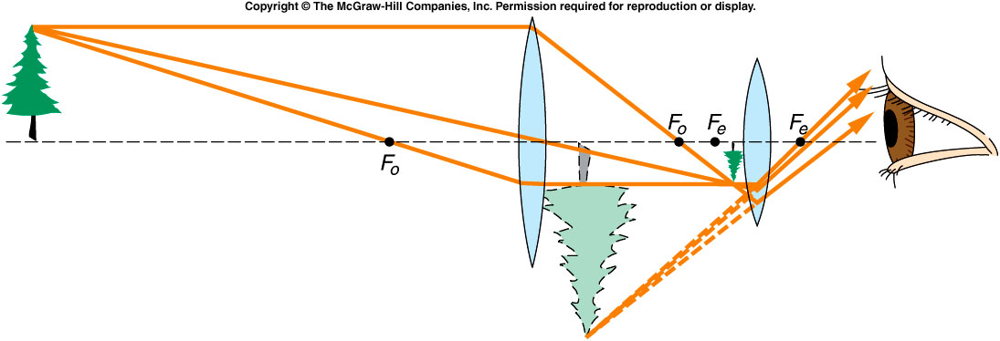 Copyright © The McGraw-Hill Companies, Inc. Permission required for reproduction or display.
Fo
Fo
Fe
Fe